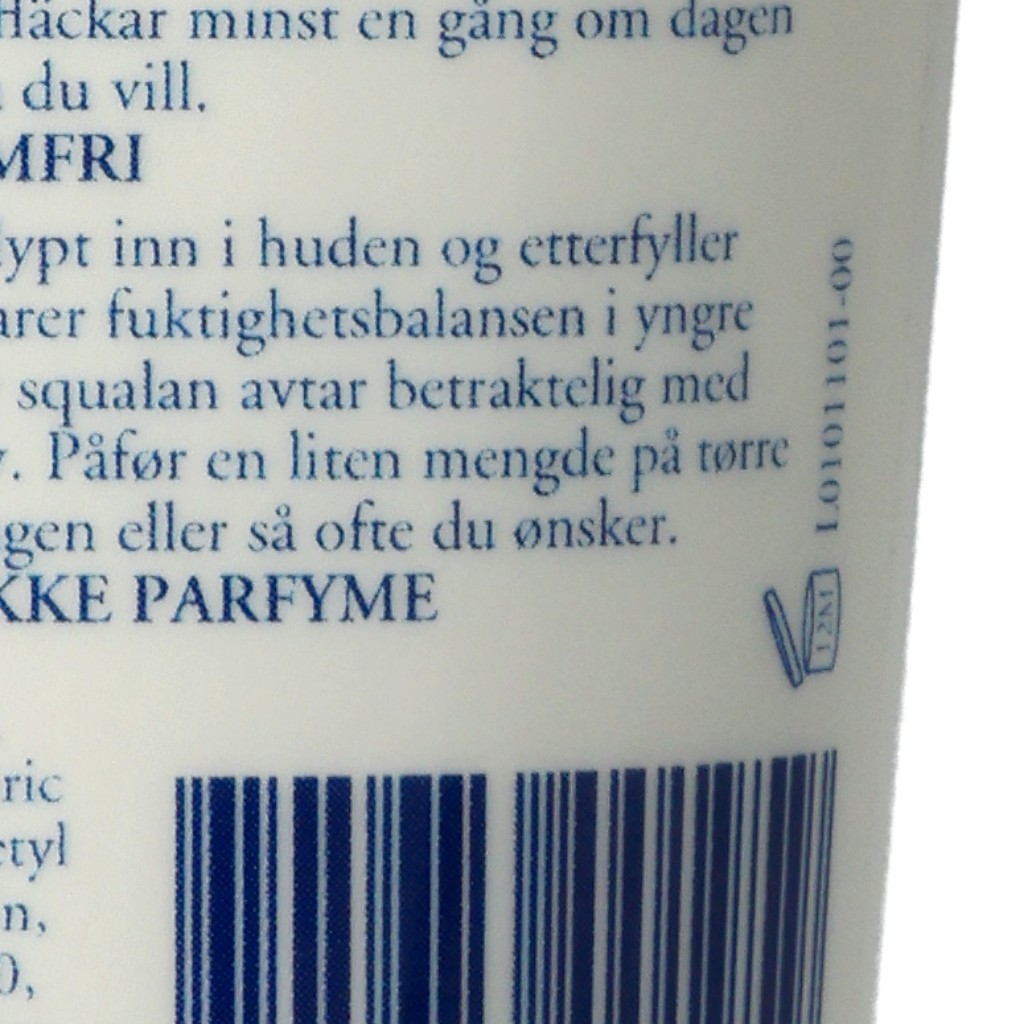 fläckar minst en gång om dagen
du vill.
MFRI
ypt inn i huden og etterfyller
arer fuktighetsbalansen i yngre
squalan avtar betraktelig med
. Påfør en liten mengde på tørre
gen eller så ofte du ønsker.
KKE PARFYME
L0101101-00
12M
ric
etyl
n,
0,